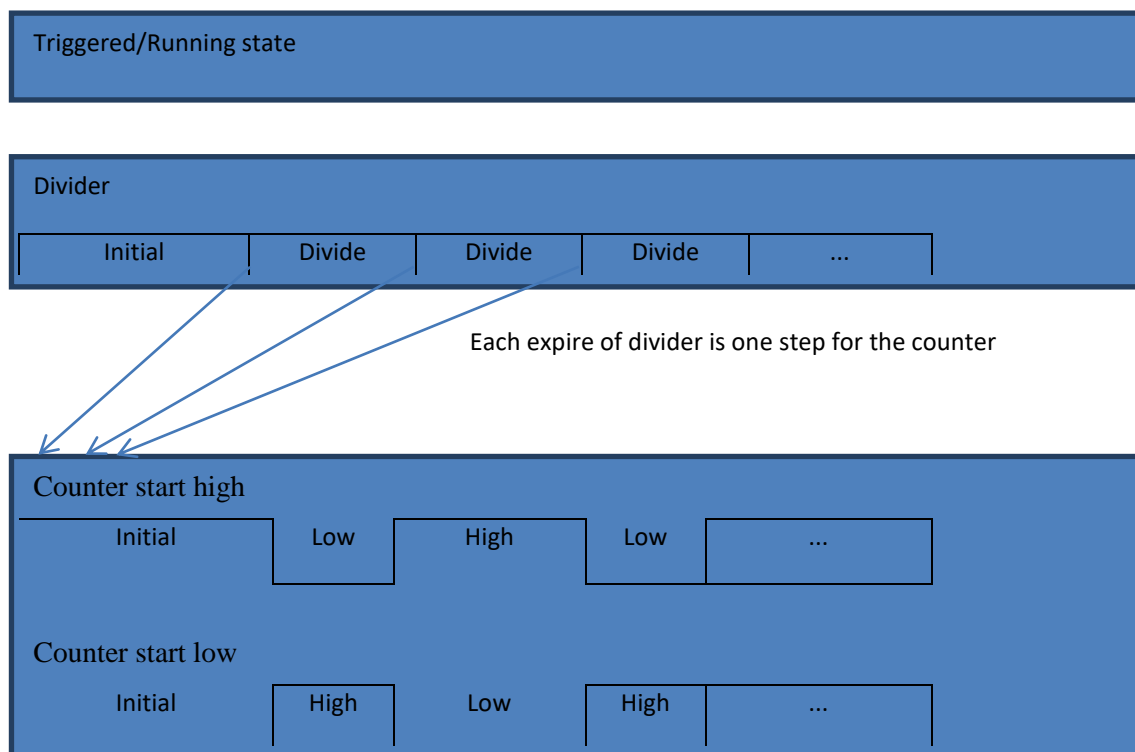 Triggered/Running state
Divider
Initial Divide Divide Divide ...
Each expire of divider is one step for the counter
Counter start high
Initial Low High Low ...
Counter start low
Initial High Low High ...